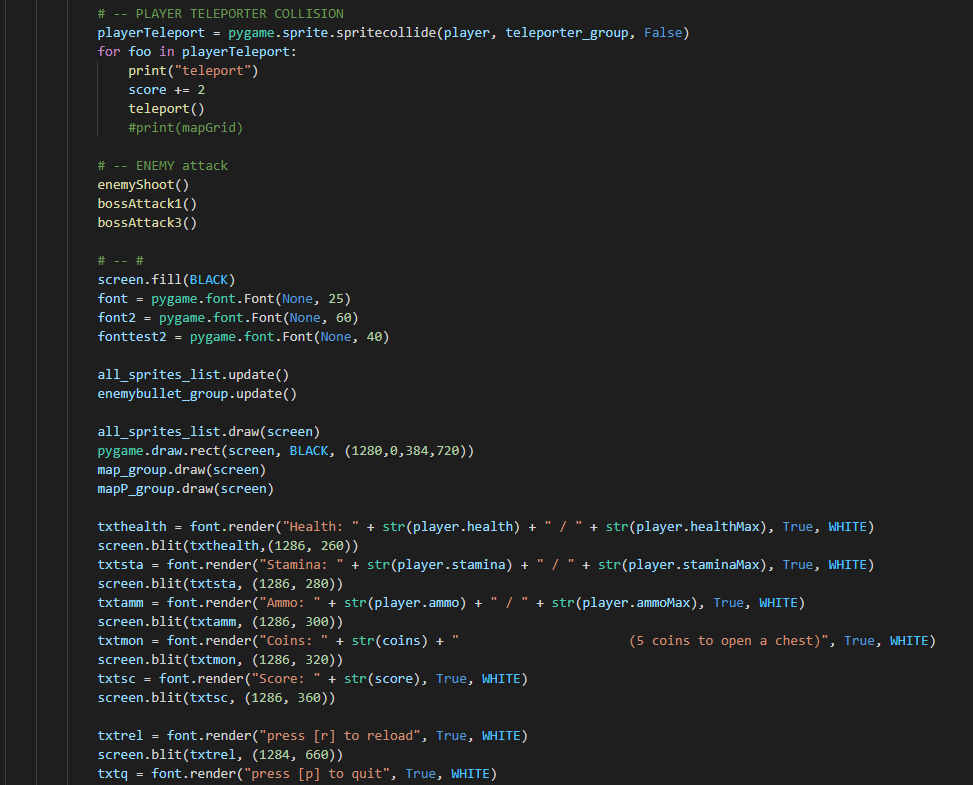 # -- PLAYER TELEPORTER COLLISION
playerTeleport = pygame.sprite.spritecollide(player, teleporter_group, False)
for foo in playerTeleport:
    print("teleport")
    score += 2
    teleport()
    #print(mapGrid)

# -- ENEMY attack
enemyShoot()
bossAttack1()
bossAttack3()

# -- #
screen.fill(BLACK)
font = pygame.font.Font(None, 25)
font2 = pygame.font.Font(None, 60)
fonttest2 = pygame.font.Font(None, 40)

all_sprites_list.update()
enemybullet_group.update()

all_sprites_list.draw(screen)
pygame.draw.rect(screen, BLACK, (1280,0,384,720))
map_group.draw(screen)
mapP_group.draw(screen)

txthealth = font.render("Health: " + str(player.health) + " / " + str(player.healthMax), True, WHITE)
screen.blit(txthealth,(1286, 260))
txtsta = font.render("Stamina: " + str(player.stamina) + " / " + str(player.staminaMax), True, WHITE)
screen.blit(txtsta, (1286, 280))
txtamm = font.render("Ammo: " + str(player.ammo) + " / " + str(player.ammoMax), True, WHITE)
screen.blit(txtamm, (1286, 300))
txtmon = font.render("Coins: " + str(coins) + "                      (5 coins to open a chest)", True, WHITE)
screen.blit(txtmon, (1286, 320))
txtsc = font.render("Score: " + str(score), True, WHITE)
screen.blit(txtsc, (1286, 360))

txtrel = font.render("press [r] to reload", True, WHITE)
screen.blit(txtrel, (1284, 660))
txtq = font.render("press [p] to quit", True, WHITE)